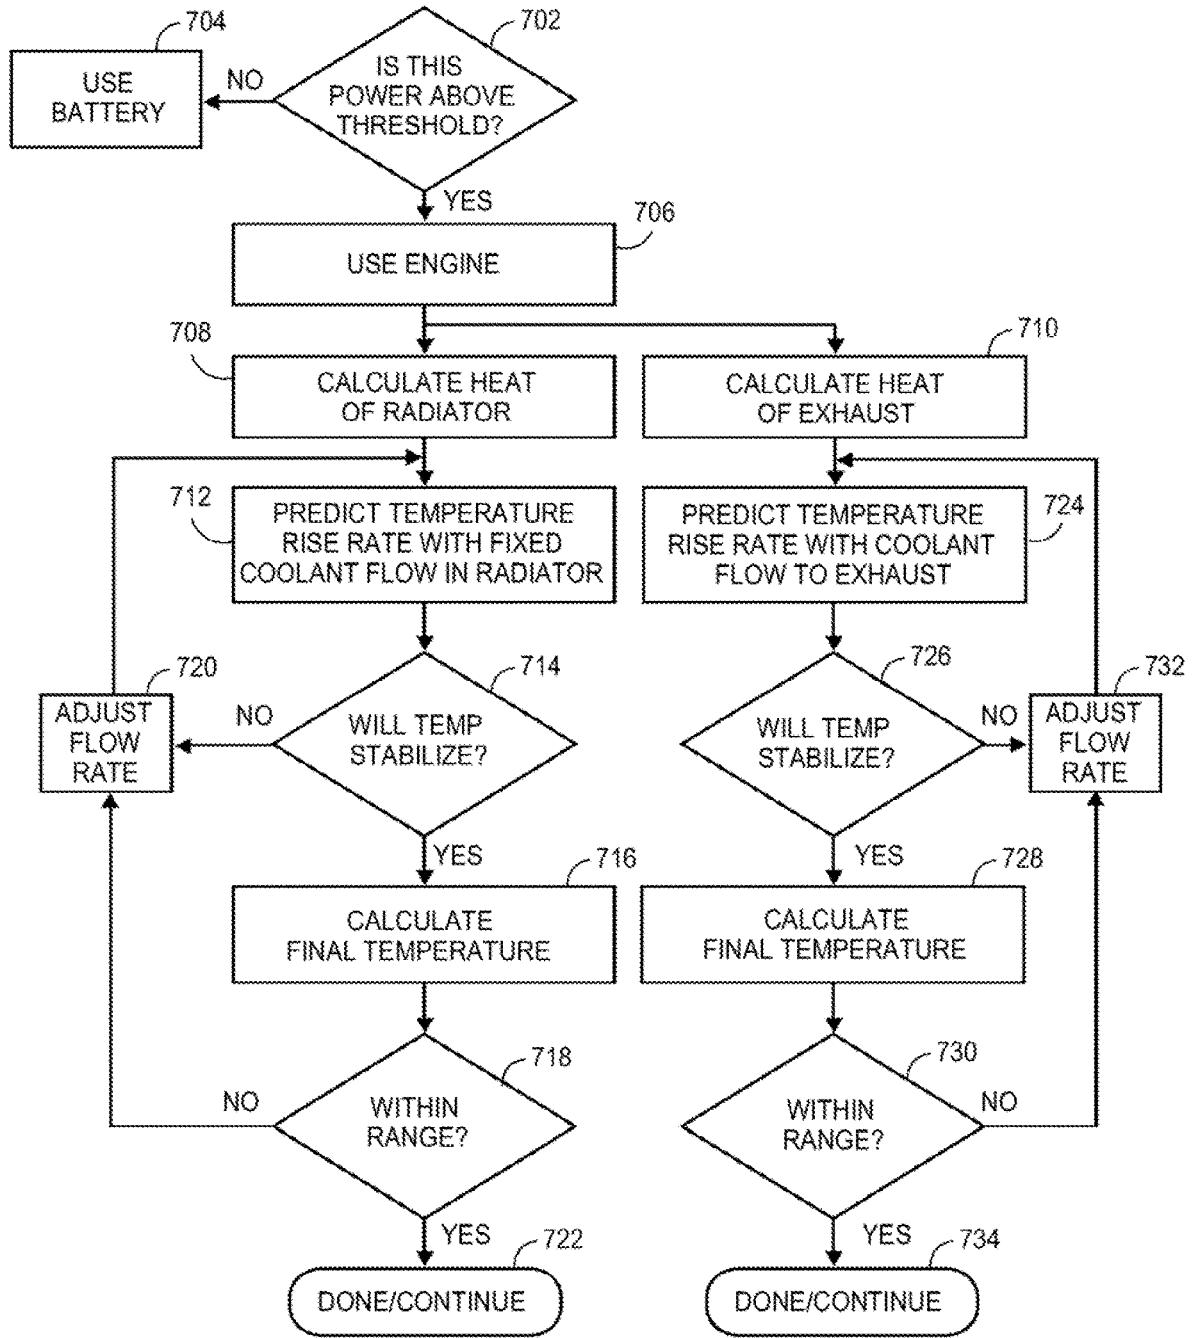 704
702
USE
BATTERY
NO
IS THIS
POWER ABOVE
THRESHOLD?
YES
706
USE ENGINE
708
710
CALCULATE HEAT
OF RADIATOR
CALCULATE HEAT
OF EXHAUST
712
PREDICT TEMPERATURE
RISE RATE WITH FIXED
COOLANT FLOW IN RADIATOR
724
PREDICT TEMPERATURE
RISE RATE WITH COOLANT
FLOW TO EXHAUST
720
714
726
732
ADJUST
FLOW
RATE
NO
WILL TEMP
STABILIZE?
WILL TEMP
STABILIZE?
NO
ADJUST
FLOW
RATE
YES
716
YES
728
CALCULATE
FINAL TEMPERATURE
CALCULATE
FINAL TEMPERATURE
718
730
NO
WITHIN
RANGE?
WITHIN
RANGE?
NO
YES
722
YES
734
DONE/CONTINUE
DONE/CONTINUE